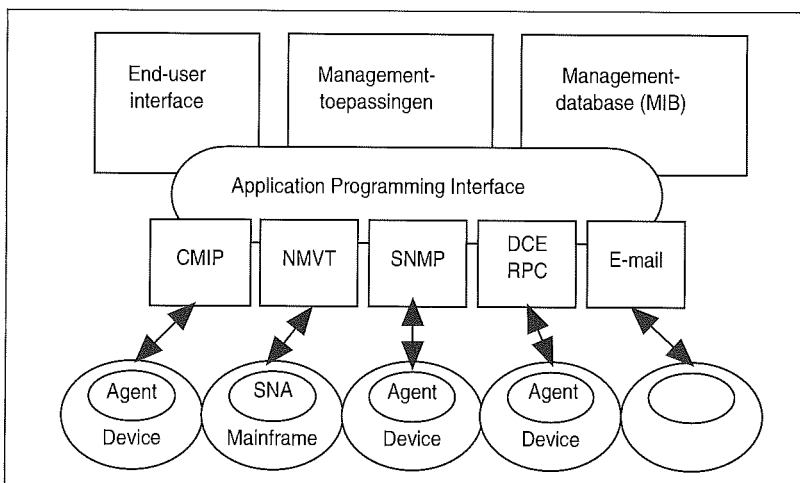 End-user
interface
Management-
toepassingen
Management-
database (MIB)
Application Programming Interface
CMIP
NMVT
SNMP
DCE
RPC
E-mail
Agent
Device
SNA
Mainframe
Agent
Device
Agent
Device